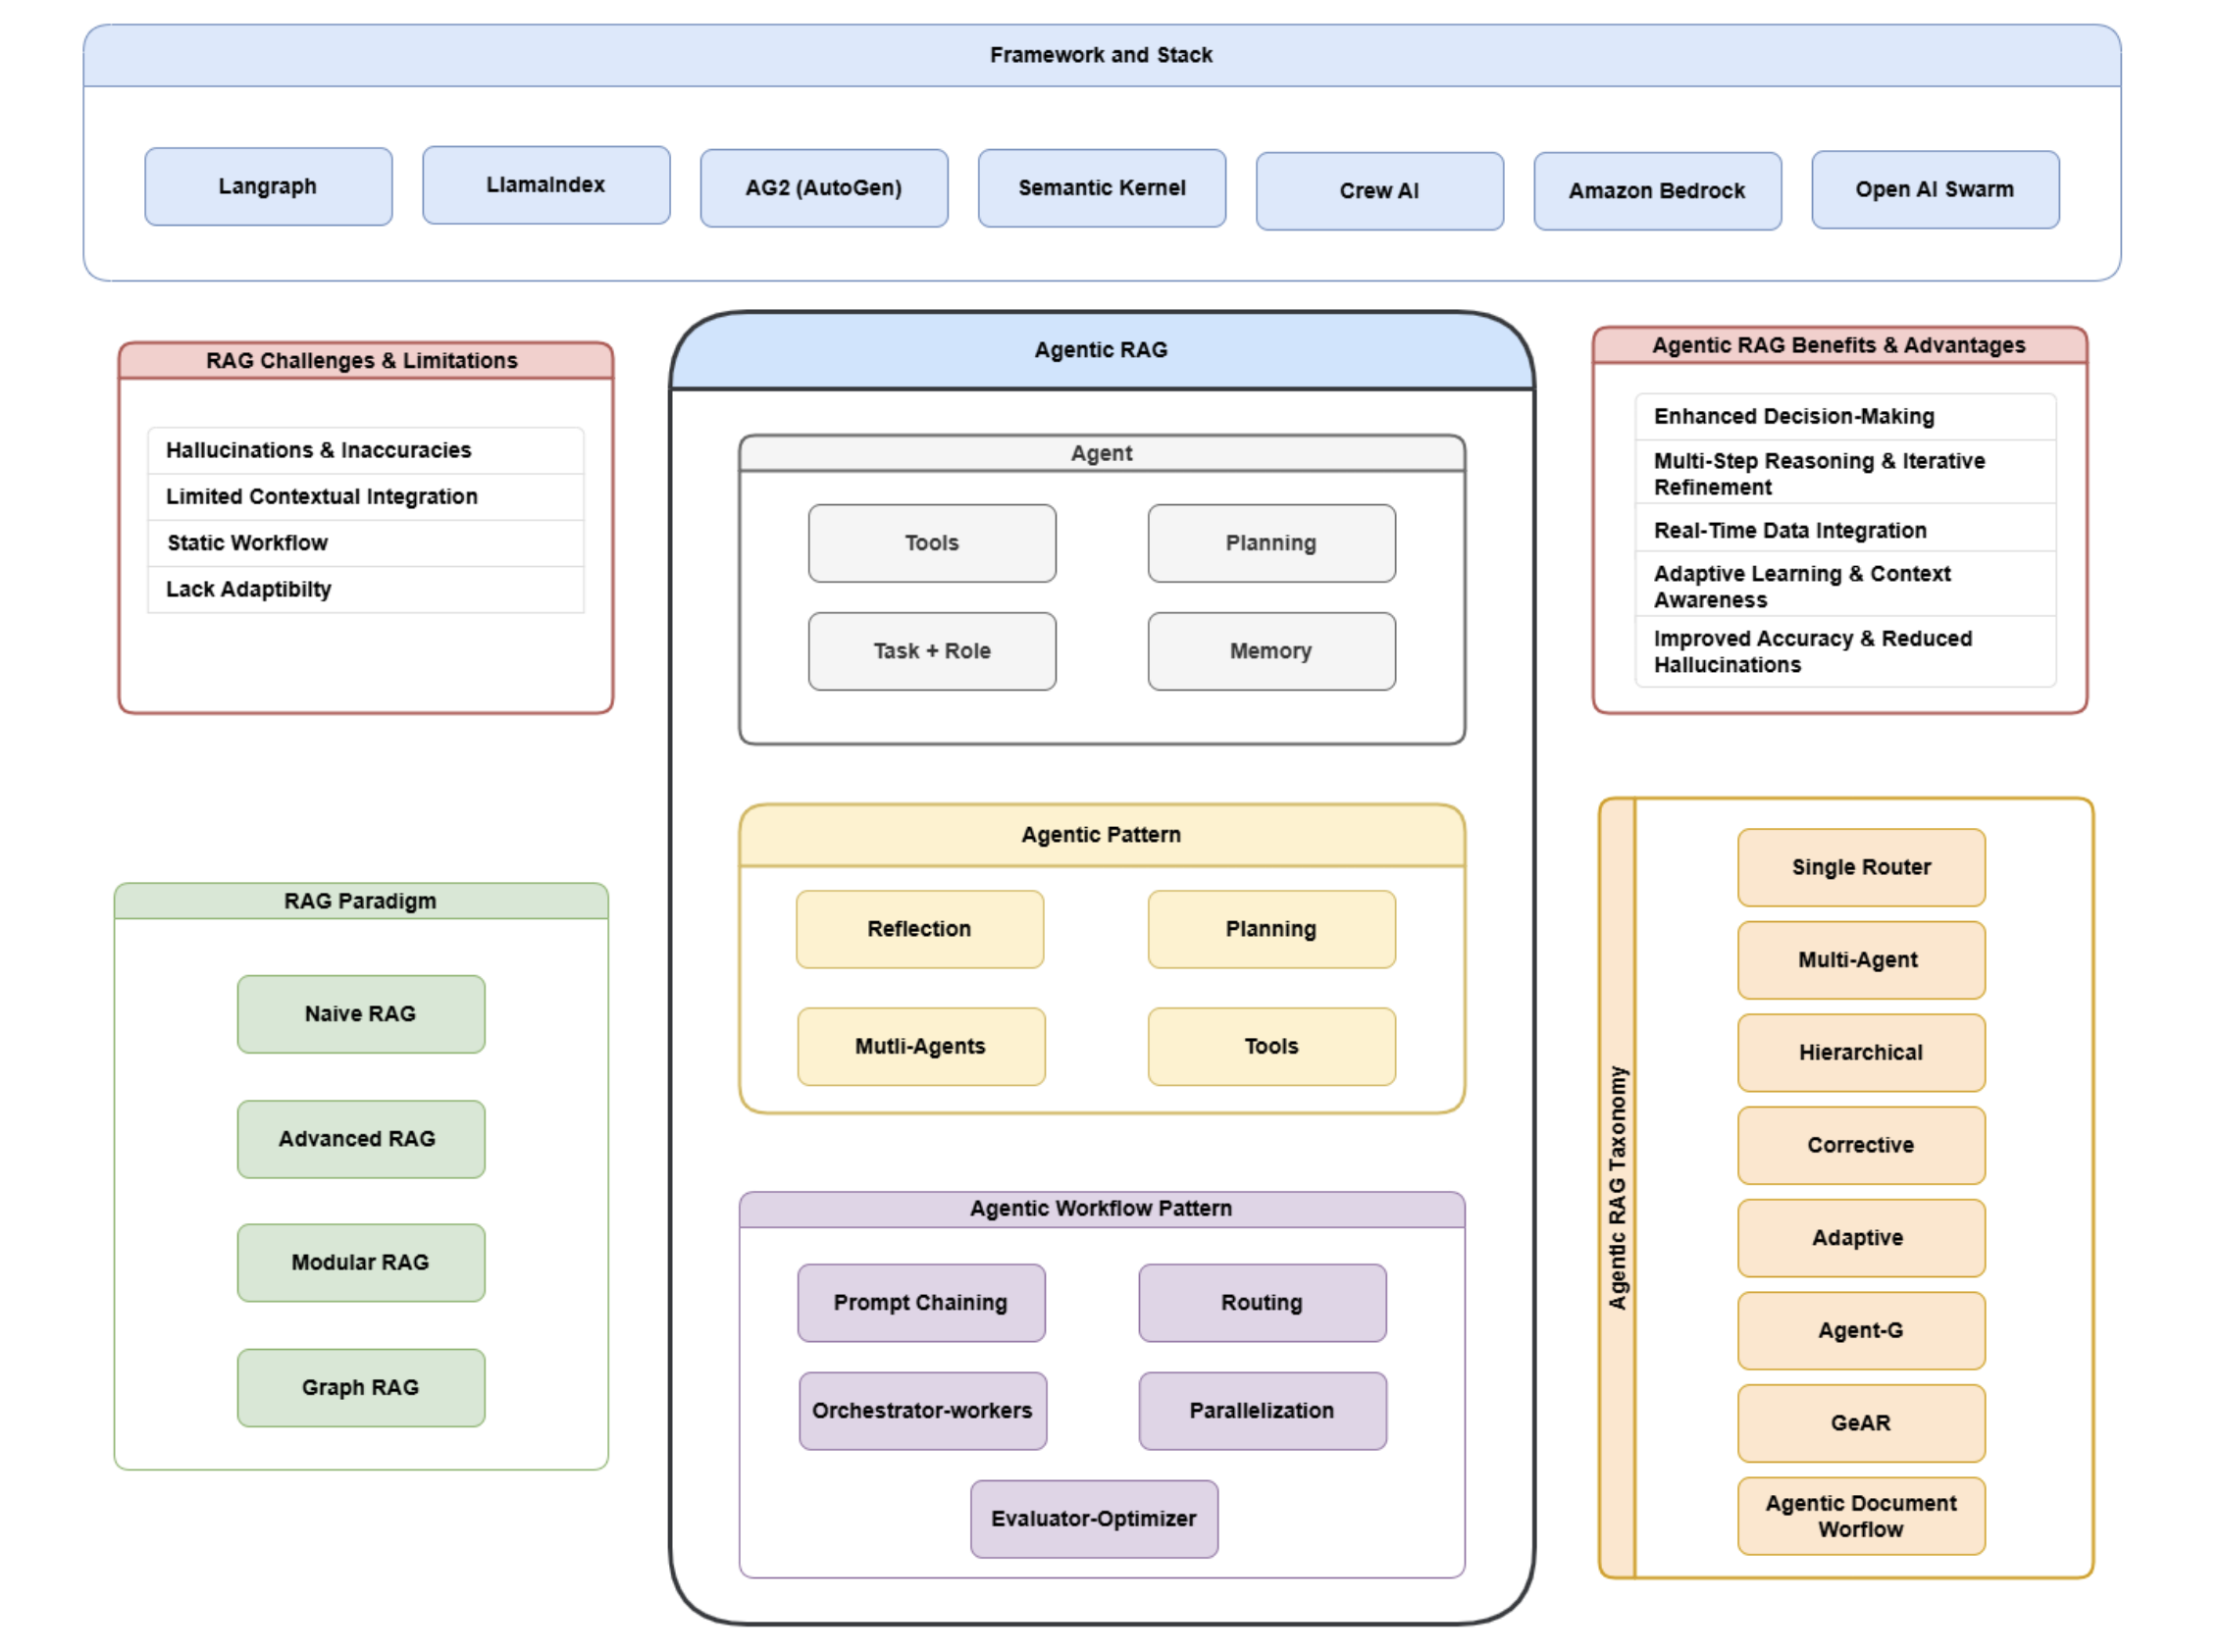 Framework and Stack
Langraph
LlamaIndex
AG2 (AutoGen)
Semantic Kernel
Crew AI
Amazon Bedrock
Open AI Swarm
RAG Challenges & Limitations
Hallucinations & Inaccuracies
Limited Contextual Integration
Static Workflow
Lack Adaptibilty
RAG Paradigm
Naive RAG
Advanced RAG
Modular RAG
Graph RAG
Agentic RAG
Agent
Tools
Planning
Task + Role
Memory
Agentic Pattern
Reflection
Planning
Mutli-Agents
Tools
Agentic Workflow Pattern
Prompt Chaining
Routing
Orchestrator-workers
Parallelization
Evaluator-Optimizer
Agentic RAG Benefits & Advantages
Enhanced Decision-Making
Multi-Step Reasoning & Iterative
Refinement
Real-Time Data Integration
Adaptive Learning & Context
Awareness
Improved Accuracy & Reduced
Hallucinations
Agentic RAG Taxonomy
Single Router
Multi-Agent
Hierarchical
Corrective
Adaptive
Agent-G
GeAR
Agentic Document
Worflow